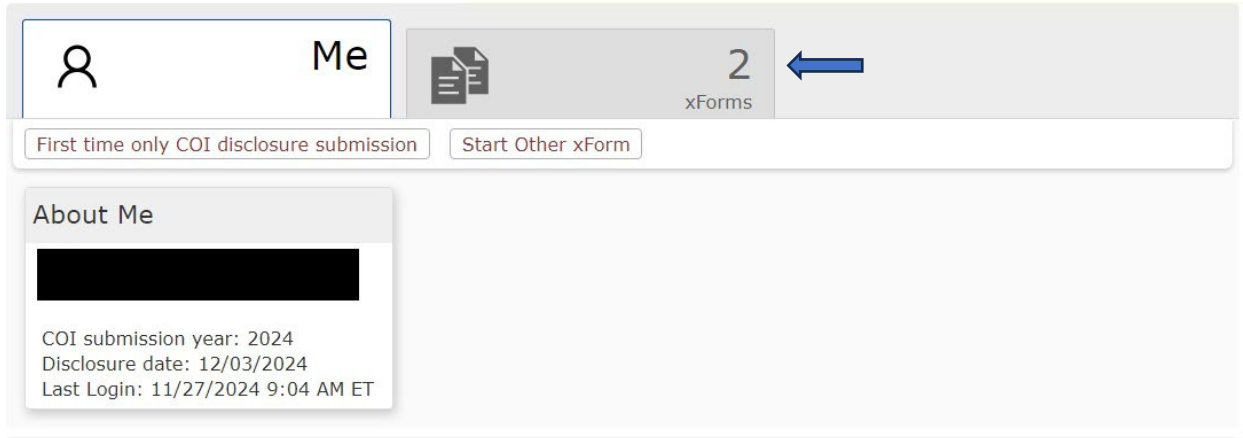 Me
2
xForms
First time only COI disclosure submission
Start Other xForm
About Me
COI submission year: 2024
Disclosure date: 12/03/2024
Last Login: 11/27/2024 9:04 AM ET